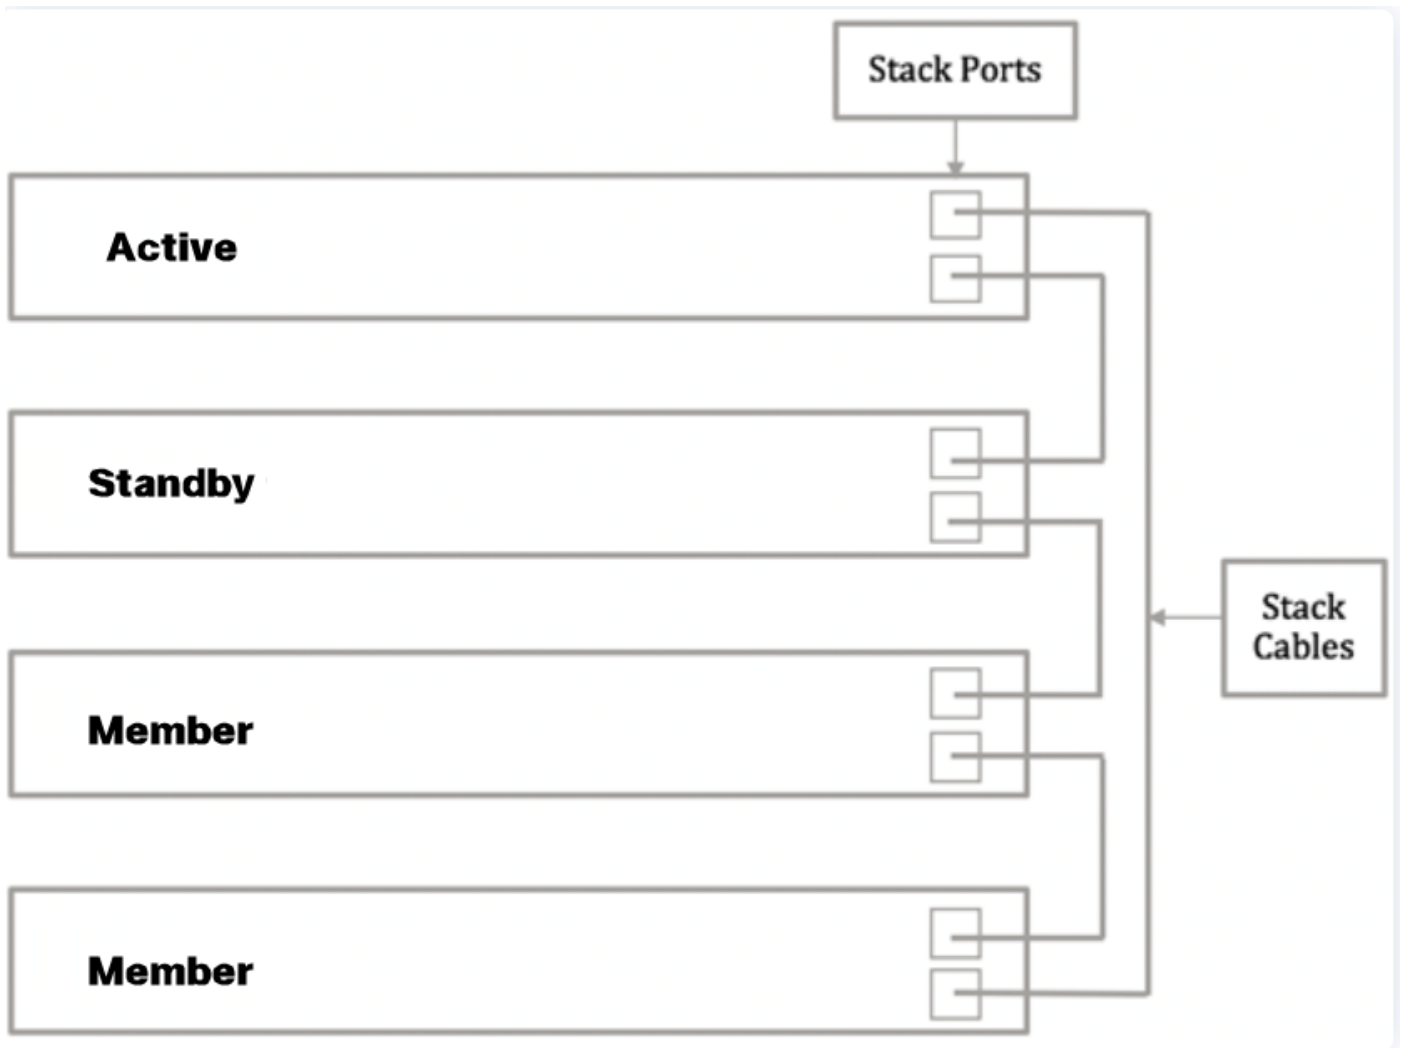 Stack Ports
Active
Standby
Stack
Cables
Member
Member